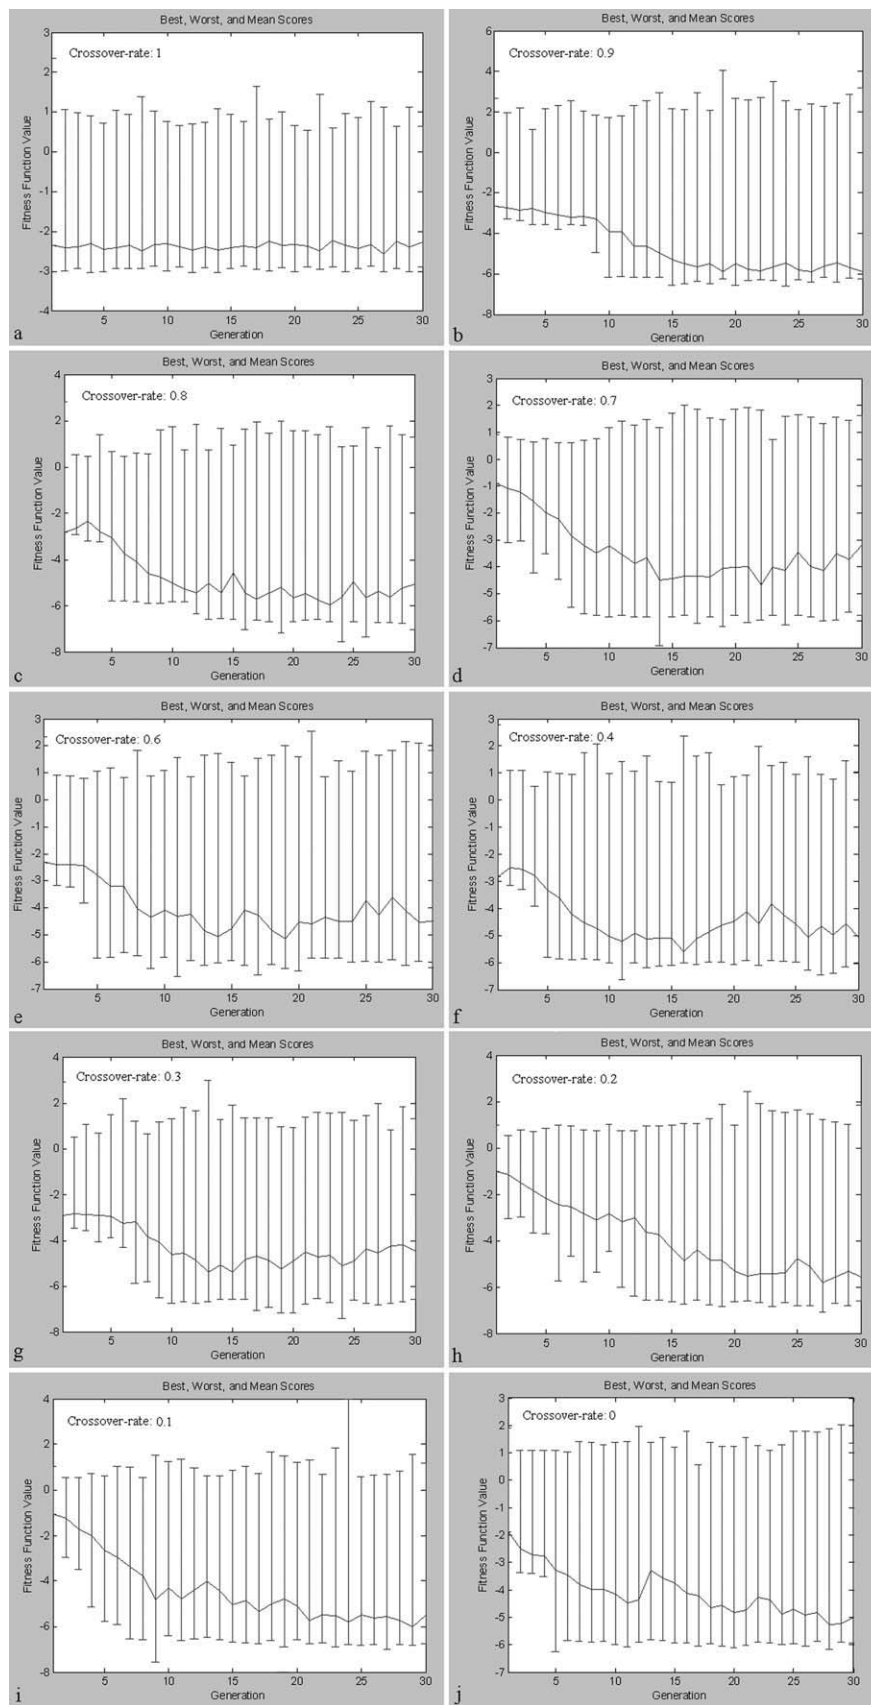 Best, Worst, and Mean Scores
Crossover-rate: 1
3
2
1
0
-1
-2
-3
-4
Fitness Function Value
5 10 15 20 25 30
Generation
a
Best, Worst, and Mean Scores
Crossover-rate: 0.9
6
4
2
0
-2
-4
-6
-8
Fitness Function Value
5 10 15 20 25 30
Generation
b
Best, Worst, and Mean Scores
Crossover-rate: 0.8
4
2
0
-2
-4
-6
-8
Fitness Function Value
5 10 15 20 25 30
Generation
c
Best, Worst, and Mean Scores
Crossover-rate: 0.7
3
2
1
0
-1
-2
-3
-4
-5
-6
-7
Fitness Function Value
5 10 15 20 25 30
Generation
d
Best, Worst, and Mean Scores
Crossover-rate: 0.6
3
2
1
0
-1
-2
-3
-4
-5
-6
-7
Fitness Function Value
5 10 15 20 25 30
Generation
e
Best, Worst, and Mean Scores
Crossover-rate: 0.4
3
2
1
0
-1
-2
-3
-4
-5
-6
-7
Fitness Function Value
5 10 15 20 25 30
Generation
f
Best, Worst, and Mean Scores
Crossover-rate: 0.3
4
2
0
-2
-4
-6
-8
Fitness Function Value
5 10 15 20 25 30
Generation
g
Best, Worst, and Mean Scores
Crossover-rate: 0.2
4
2
0
-2
-4
-6
-8
Fitness Function Value
5 10 15 20 25 30
Generation
h
Best, Worst, and Mean Scores
Crossover-rate: 0.1
4
2
0
-2
-4
-6
-8
Fitness Function Value
5 10 15 20 25 30
Generation
i
Best, Worst, and Mean Scores
Crossover-rate: 0
3
2
1
0
-1
-2
-3
-4
-5
-6
-7
Fitness Function Value
5 10 15 20 25 30
Generation
j